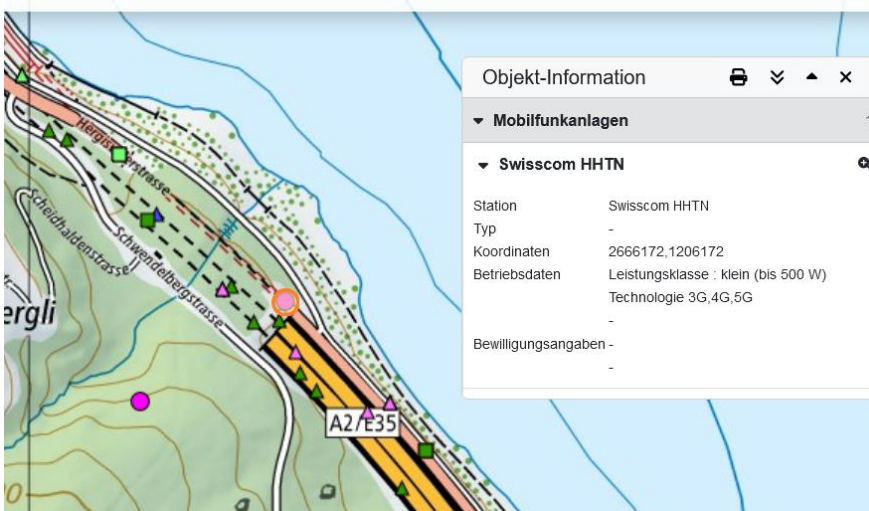 Objekt-Information
Mobilfunkanlagen
Swisscom HHTN
Station Swisscom HHTN
Typ -
Koordinaten 2666172,1206172
Betriebsdaten Leistungsklasse : klein (bis 500 W)
Technologie 3G,4G,5G
-
Bewilligungsangaben -
-
Scheidhaldenstrasse
Schwendelbergstrasse
ergli
A2/E35